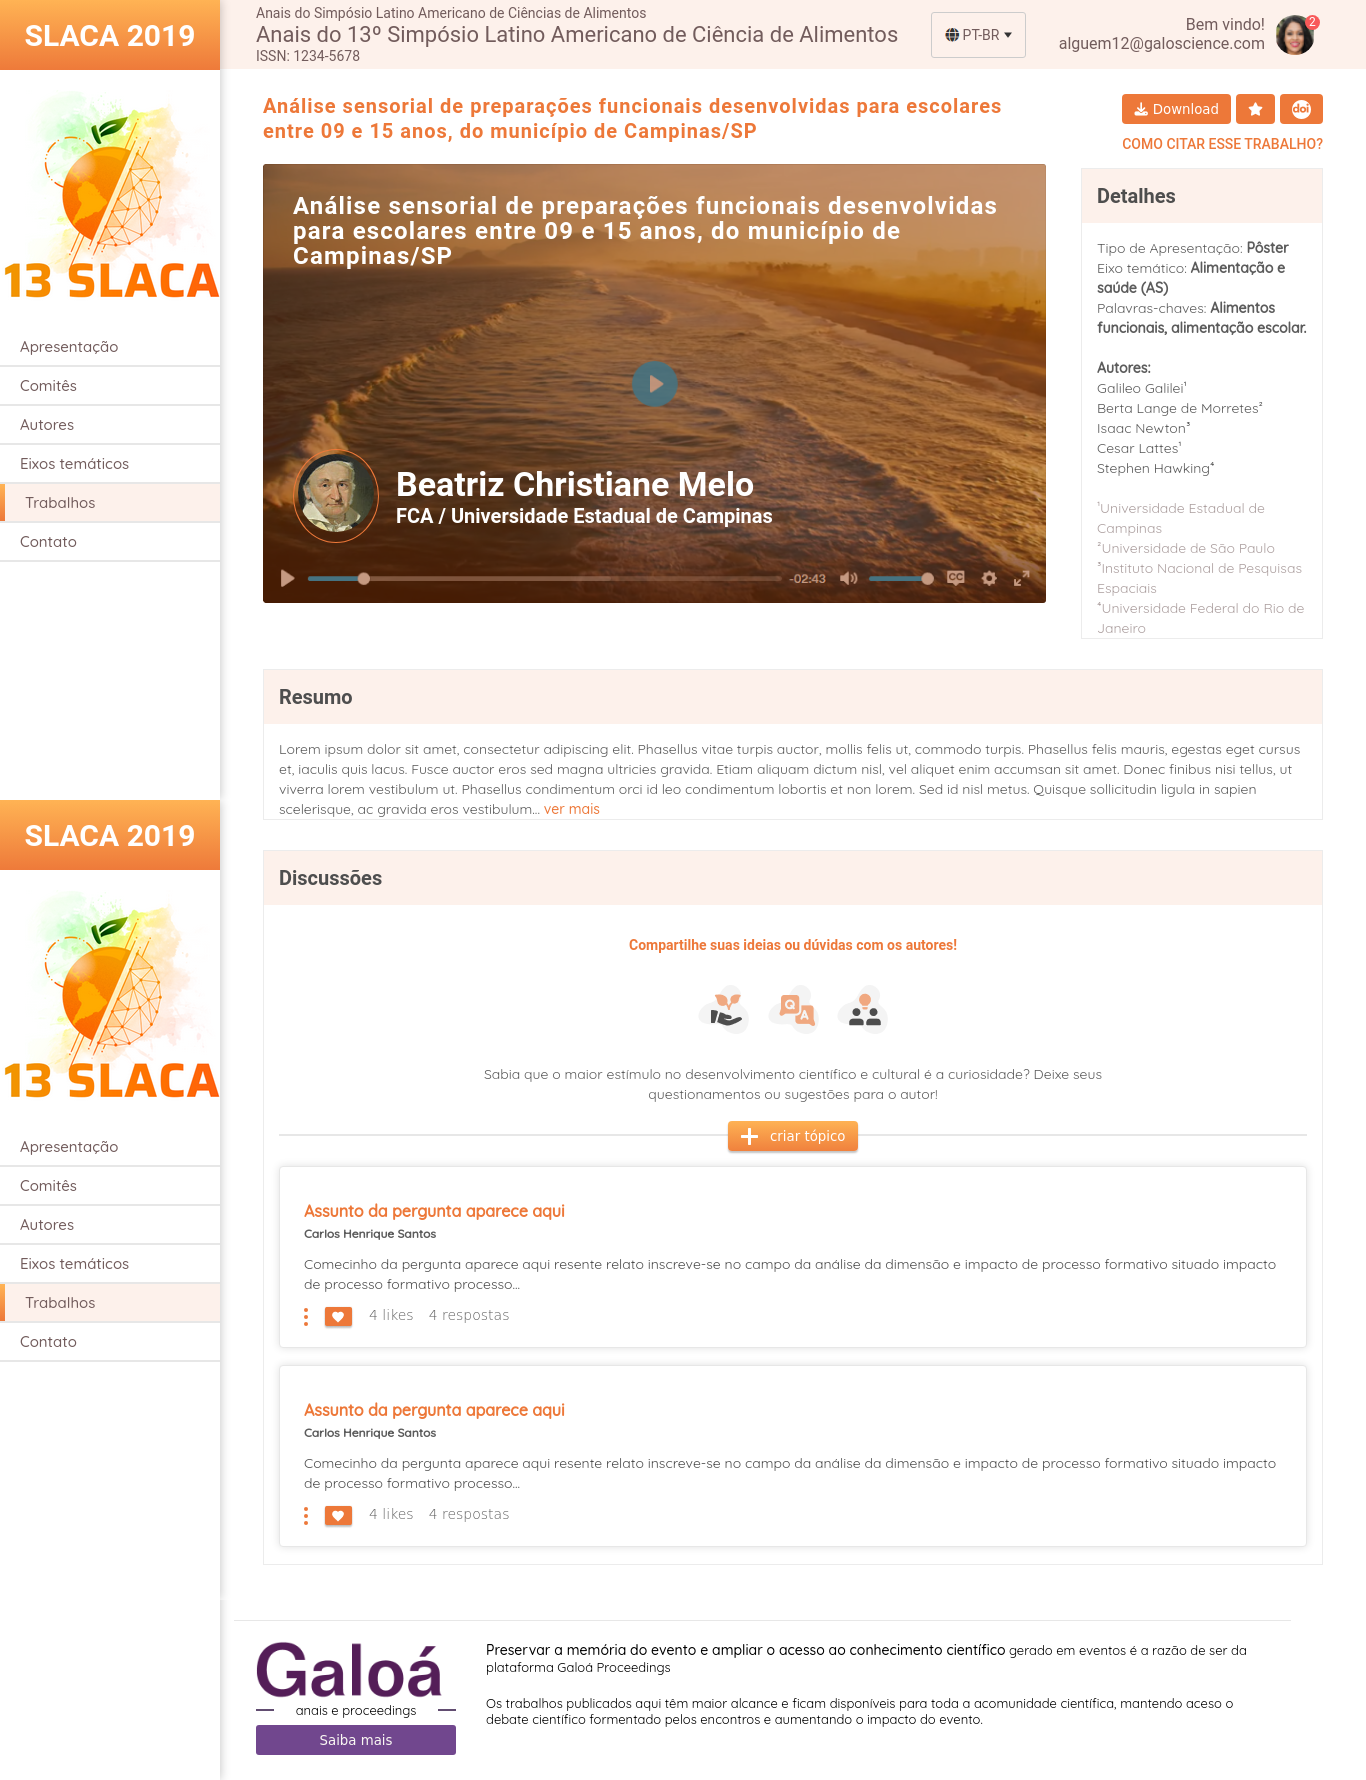 SLACA 2019
13 SLACA
Apresentação
Comitês
Autores
Eixos temáticos
Trabalhos
Contato
SLACA 2019
13 SLACA
Apresentação
Comitês
Autores
Eixos temáticos
Trabalhos
Contato
Anais do Simpósio Latino Americano de Ciências de Alimentos
Anais do 13º Simpósio Latino Americano de Ciência de Alimentos
ISSN: 1234-5678
PT-BR
Bem vindo!
alguem12@galoscience.com
2
Análise sensorial de preparações funcionais desenvolvidas para escolares
entre 09 e 15 anos, do município de Campinas/SP
Download
doi
COMO CITAR ESSE TRABALHO?
Análise sensorial de preparações funcionais desenvolvidas
para escolares entre 09 e 15 anos, do município de
Campinas/SP
Beatriz Christiane Melo
FCA / Universidade Estadual de Campinas
-02:43
CC
Detalhes
Tipo de Apresentação: Pôster
Eixo temático: Alimentação e
saúde (AS)
Palavras-chaves: Alimentos
funcionais, alimentação escolar.
Autores:
Galileo Galilei¹
Berta Lange de Morretes²
Isaac Newton³
Cesar Lattes¹
Stephen Hawking⁴
¹Universidade Estadual de
Campinas
²Universidade de São Paulo
³Instituto Nacional de Pesquisas
Espaciais
⁴Universidade Federal do Rio de
Janeiro
Resumo
Lorem ipsum dolor sit amet, consectetur adipiscing elit. Phasellus vitae turpis auctor, mollis felis ut, commodo turpis. Phasellus felis mauris, egestas eget cursus
et, iaculis quis lacus. Fusce auctor eros sed magna ultricies gravida. Etiam aliquam dictum nisl, vel aliquet enim accumsan sit amet. Donec finibus nisi tellus, ut
viverra lorem vestibulum ut. Phasellus condimentum orci id leo condimentum lobortis et non lorem. Sed id nisl metus. Quisque sollicitudin ligula in sapien
scelerisque, ac gravida eros vestibulum... ver mais
Discussões
Compartilhe suas ideias ou dúvidas com os autores!
Q A
Sabia que o maior estímulo no desenvolvimento científico e cultural é a curiosidade? Deixe seus
questionamentos ou sugestões para o autor!
criar tópico
Assunto da pergunta aparece aqui
Carlos Henrique Santos
Comecinho da pergunta aparece aqui resente relato inscreve-se no campo da análise da dimensão e impacto de processo formativo situado impacto
de processo formativo processo...
4 likes 4 respostas
Assunto da pergunta aparece aqui
Carlos Henrique Santos
Comecinho da pergunta aparece aqui resente relato inscreve-se no campo da análise da dimensão e impacto de processo formativo situado impacto
de processo formativo processo...
4 likes 4 respostas
Galoá
anais e proceedings
Saiba mais
Preservar a memória do evento e ampliar o acesso ao conhecimento científico gerado em eventos é a razão de ser da
plataforma Galoá Proceedings
Os trabalhos publicados aqui têm maior alcance e ficam disponíveis para toda a acomunidade científica, mantendo aceso o
debate científico formentado pelos encontros e aumentando o impacto do evento.